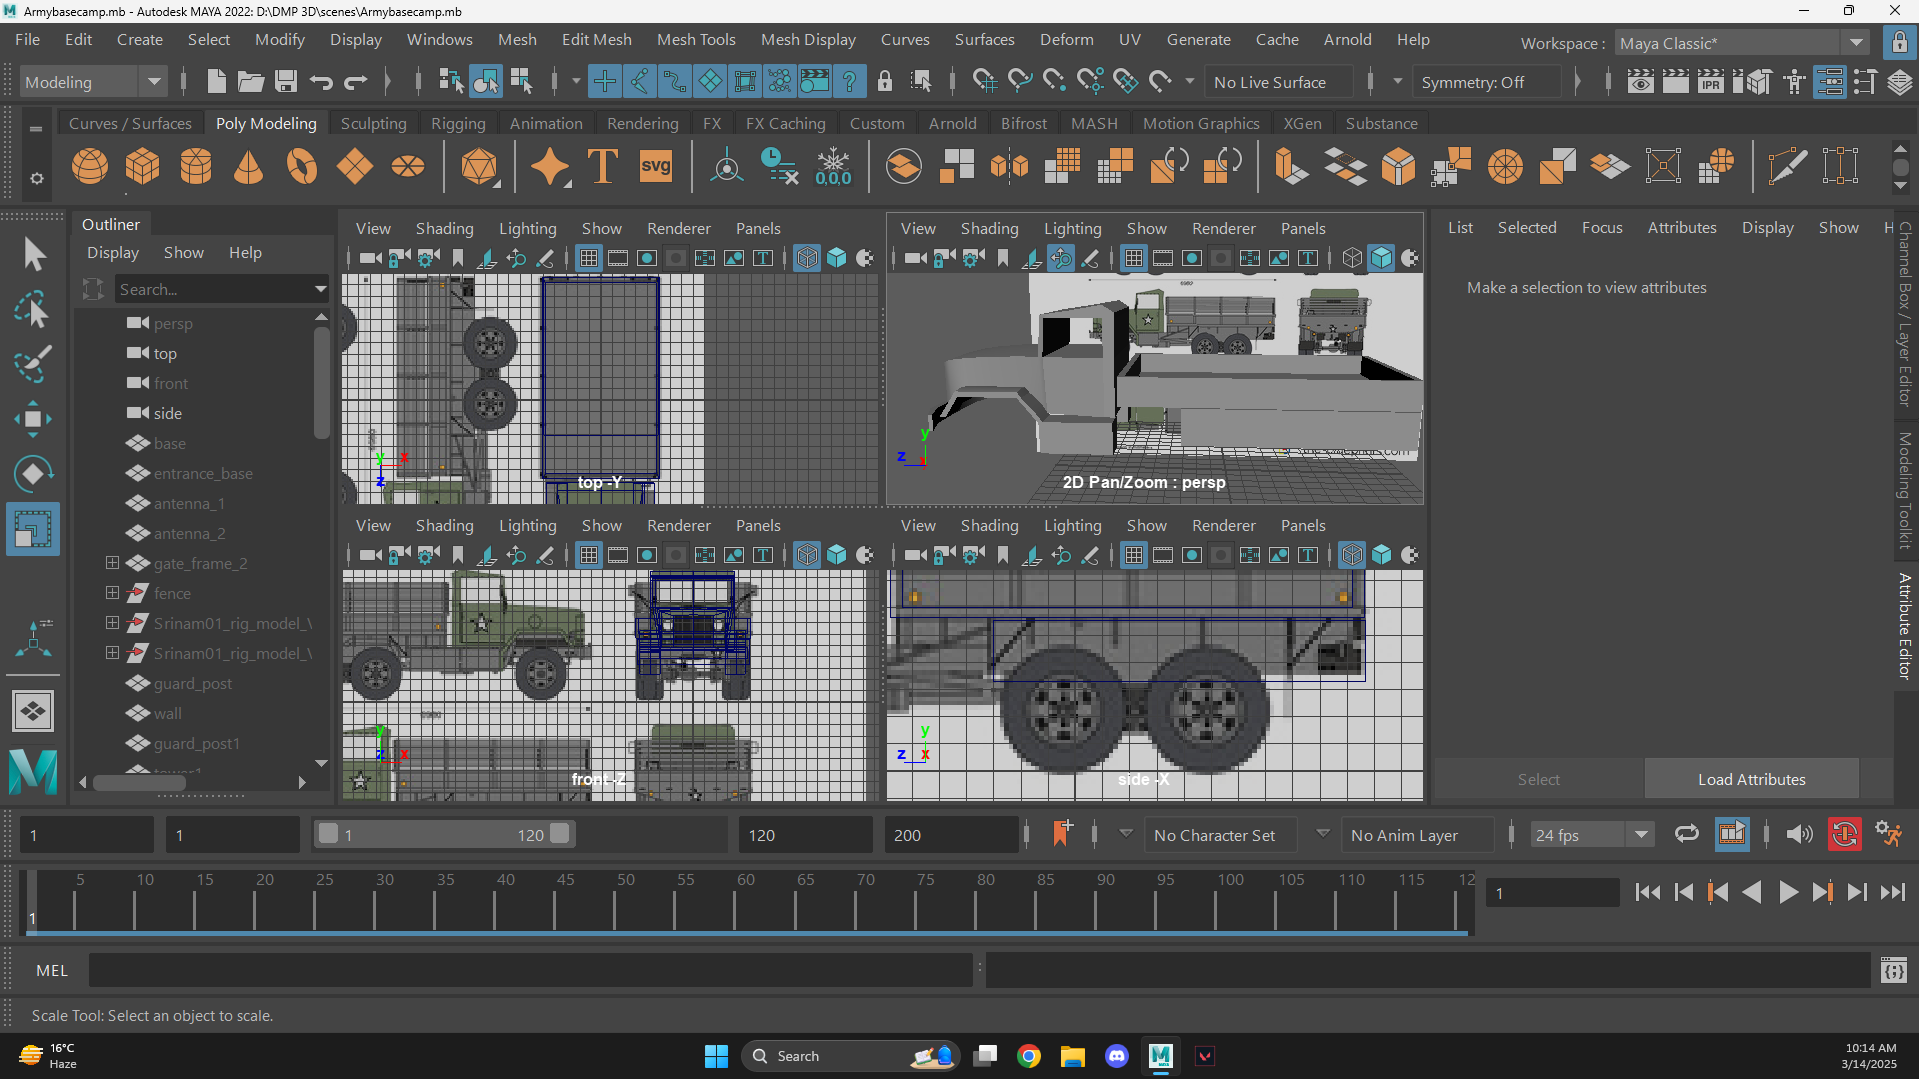 Armybasecamp.mb - Autodesk MAYA 2022: D:\DMP 3D\scenes\Armybasecamp.mb
File Edit Create Select Modify Display Windows Mesh Edit Mesh Mesh Tools Mesh Display Curves Surfaces Deform UV Generate Cache Arnold Help Workspace : Maya Classic*
Modeling No Live Surface Symmetry: Off IPR
Curves / Surfaces Poly Modeling Sculpting Rigging Animation Rendering FX FX Caching Custom Arnold Bifrost MASH Motion Graphics XGen Substance
T svg 0,0,0
Outliner
Display Show Help
Search...
persp
top
front
side
base
entrance_base
antenna_1
antenna_2
gate_frame_2
fence
Srinam01_rig_model_\
Srinam01_rig_model_\
guard_post
wall
guard_post1
tower1
View Shading Lighting Show Renderer Panels
y x
z
top -Y
View Shading Lighting Show Renderer Panels
y
z
2D Pan/Zoom : persp
View Shading Lighting Show Renderer Panels
y
z x
front -Z
View Shading Lighting Show Renderer Panels
y
z x
side -X
List Selected Focus Attributes Display Show H
Make a selection to view attributes
Select Load Attributes
Channel Box / Layer Editor
Modeling Toolkit
Attribute Editor
1 1 1 120 120 200 No Character Set No Anim Layer 24 fps
5 10 15 20 25 30 35 40 45 50 55 60 65 70 75 80 85 90 95 100 105 110 115 12
1 1
MEL
Scale Tool: Select an object to scale.
16°C
Haze
Search
10:14 AM
3/14/2025